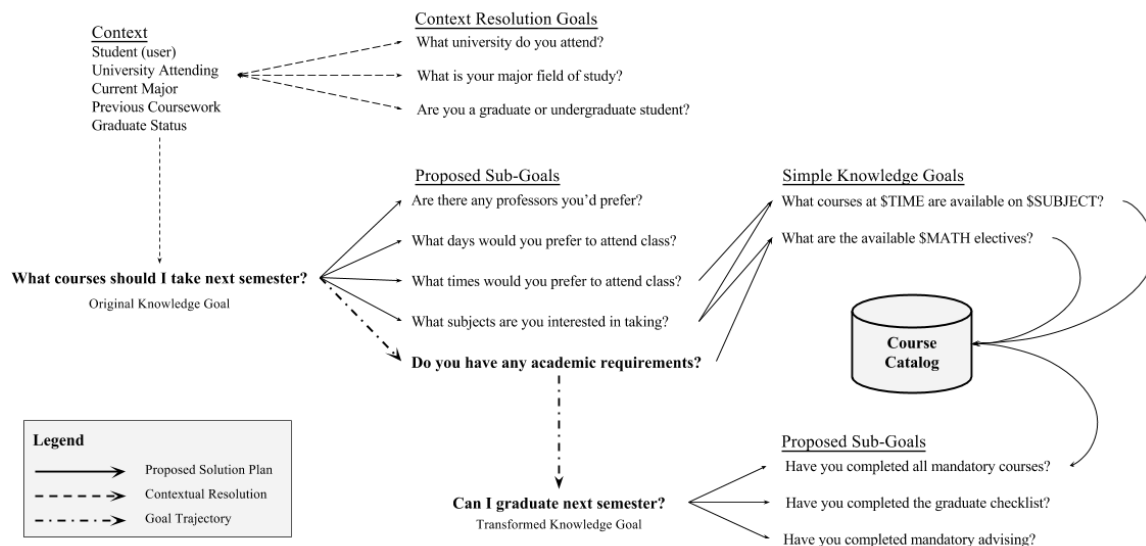 Context
Student (user)
University Attending
Current Major
Previous Coursework
Graduate Status
Context Resolution Goals
What university do you attend?
What is your major field of study?
Are you a graduate or undergraduate student?
Proposed Sub-Goals
Are there any professors you'd prefer?
What days would you prefer to attend class?
What times would you prefer to attend class?
What subjects are you interested in taking?
Do you have any academic requirements?
Simple Knowledge Goals
What courses at $TIME are available on $SUBJECT?
What are the available $MATH electives?
What courses should I take next semester?
Original Knowledge Goal
Course
Catalog
Legend
Proposed Solution Plan
Contextual Resolution
Goal Trajectory
Can I graduate next semester?
Transformed Knowledge Goal
Proposed Sub-Goals
Have you completed all mandatory courses?
Have you completed the graduate checklist?
Have you completed mandatory advising?